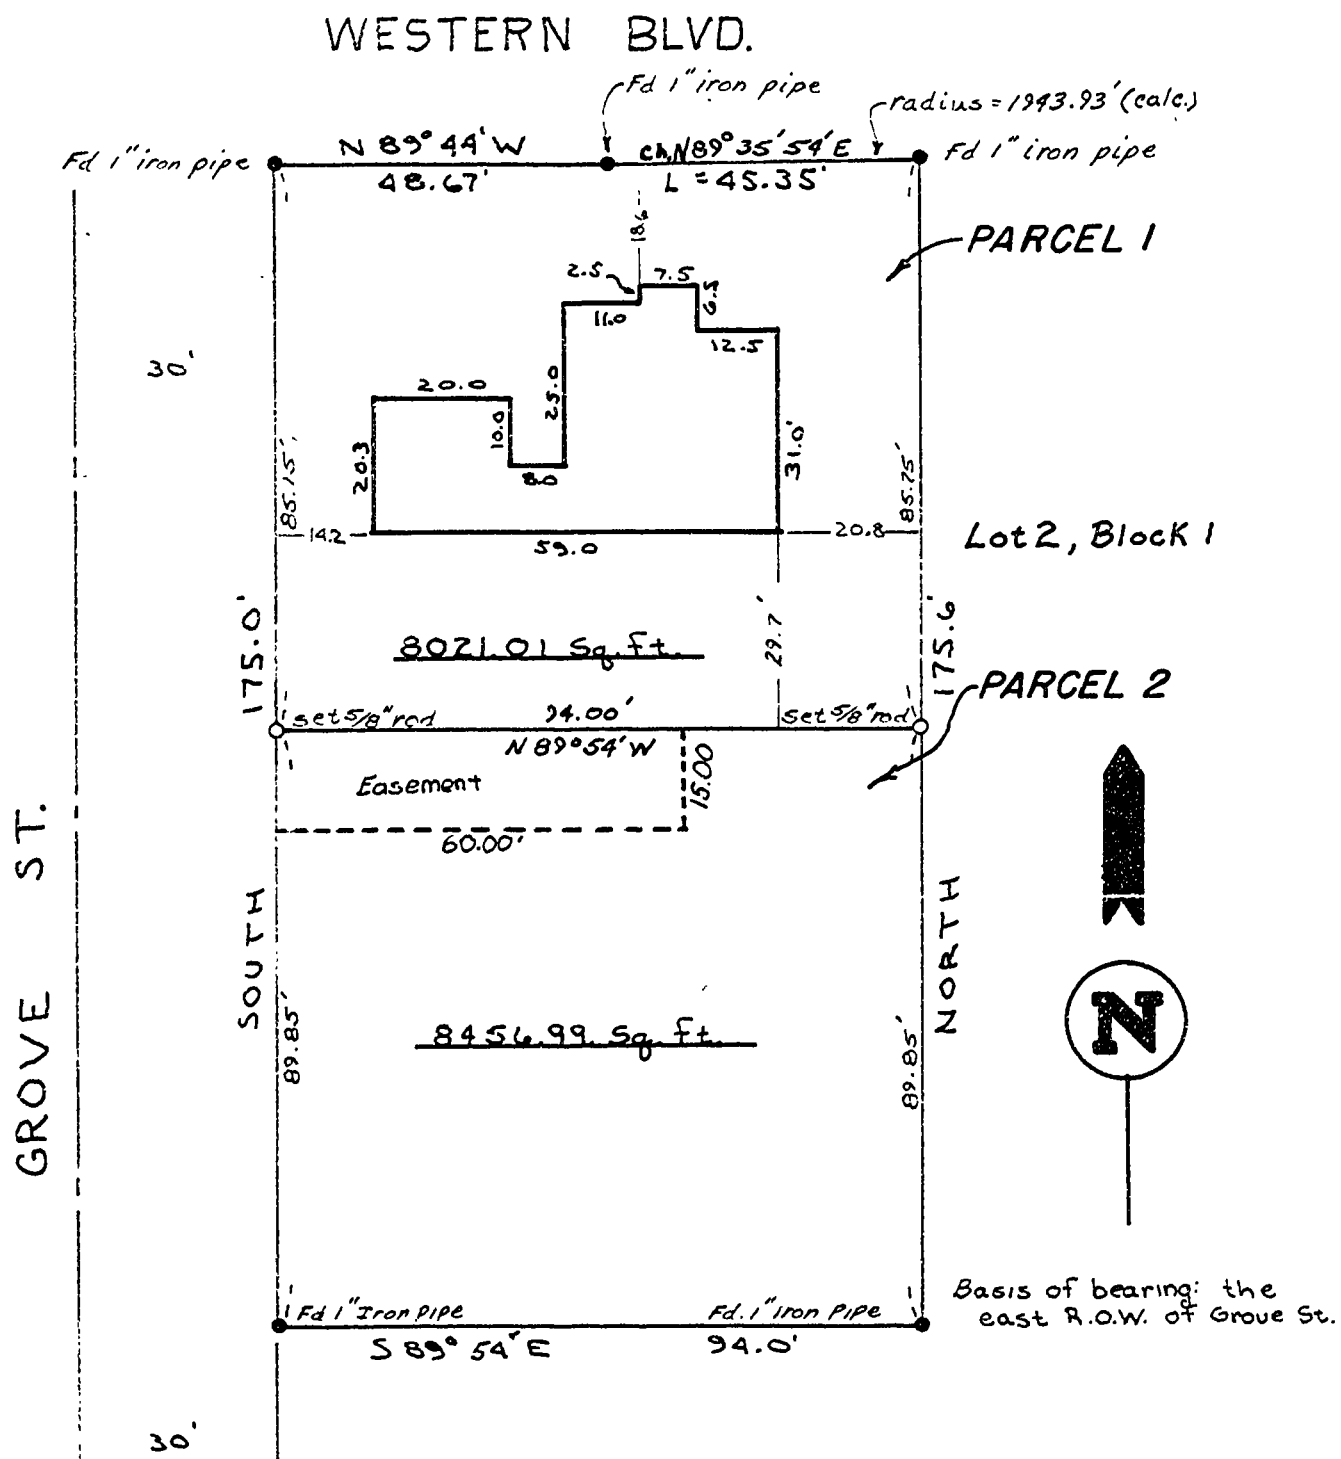 WESTERN BLVD.
Fd 1" iron pipe
radius = 1943.93' (calc.)
Fd 1" iron pipe
N 89° 44' W
ch. N 89° 35' 54" E
Fd 1" iron pipe
48.67'
L = 45.35'
18.6
PARCEL 1
2.5
7.5
6.5
11.0
12.5
30'
20.0
25.0
10.0
20.3
8.0
31.0'
85.15'
85.75'
14.2
59.0
20.8
Lot 2, Block 1
175.0'
8021.01 Sq. ft.
29.7'
175.6'
PARCEL 2
set 5/8" rod
94.00'
set 5/8" rod
N 89° 54' W
Easement
15.00
60.00'
GROVE ST.
SOUTH
NORTH
89.85'
8456.99 Sq. ft.
89.85'
N
Basis of bearing: the
east R.O.W. of Grove St.
Fd 1" Iron pipe
Fd. 1" Iron Pipe
S 89° 54' E
94.0'
30'